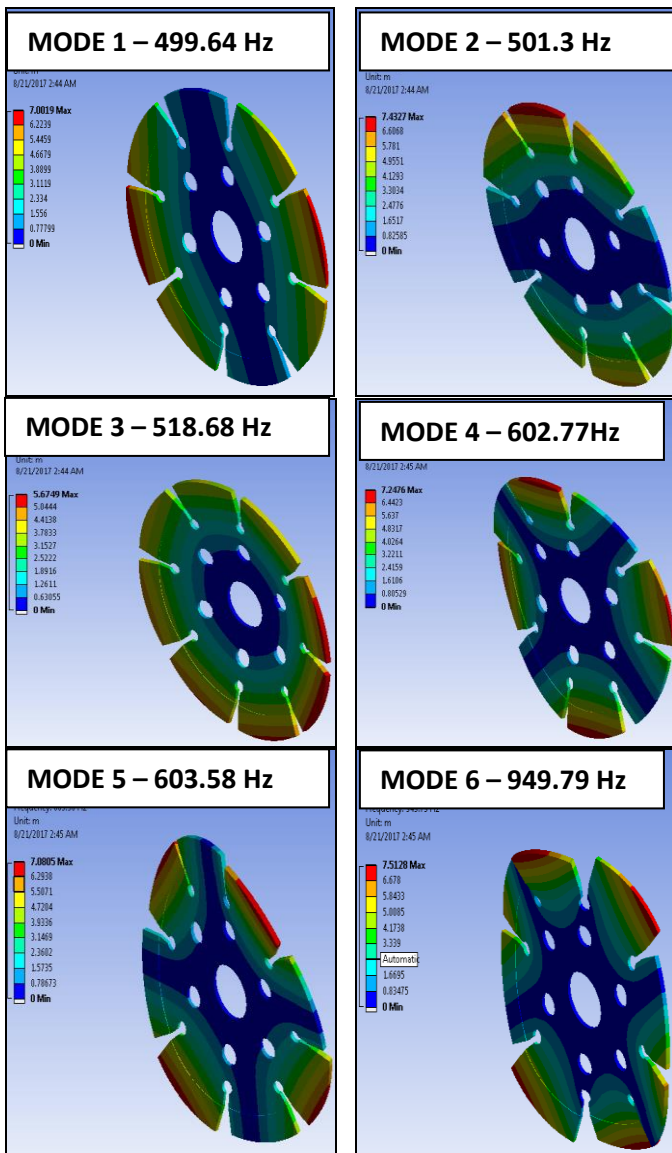 MODE 1 – 499.64 Hz
Unit: m
8/21/2017 2:44 AM
7.0019 Max
6.2239
5.4459
4.6679
3.8899
3.1119
2.334
1.556
0.77799
0 Min
MODE 2 – 501.3 Hz
Unit: m
8/21/2017 2:44 AM
7.4327 Max
6.6068
5.781
4.9551
4.1293
3.3034
2.4776
1.6517
0.82585
0 Min
MODE 3 – 518.68 Hz
Unit: m
8/21/2017 2:44 AM
5.6749 Max
5.0444
4.4138
3.7833
3.1527
2.5222
1.8916
1.2611
0.63055
0 Min
MODE 4 – 602.77Hz
8/21/2017 2:45 AM
7.2476 Max
6.4423
5.637
4.8317
4.0264
3.2211
2.4159
1.6106
0.80529
0 Min
MODE 5 – 603.58 Hz
Unit: m
8/21/2017 2:45 AM
7.0805 Max
6.2938
5.5071
4.7204
3.9336
3.1469
2.3602
1.5735
0.78673
0 Min
MODE 6 – 949.79 Hz
Unit: m
8/21/2017 2:45 AM
7.5128 Max
6.678
5.8433
5.0085
4.1738
3.339
Automatic
1.6695
0.83475
0 Min